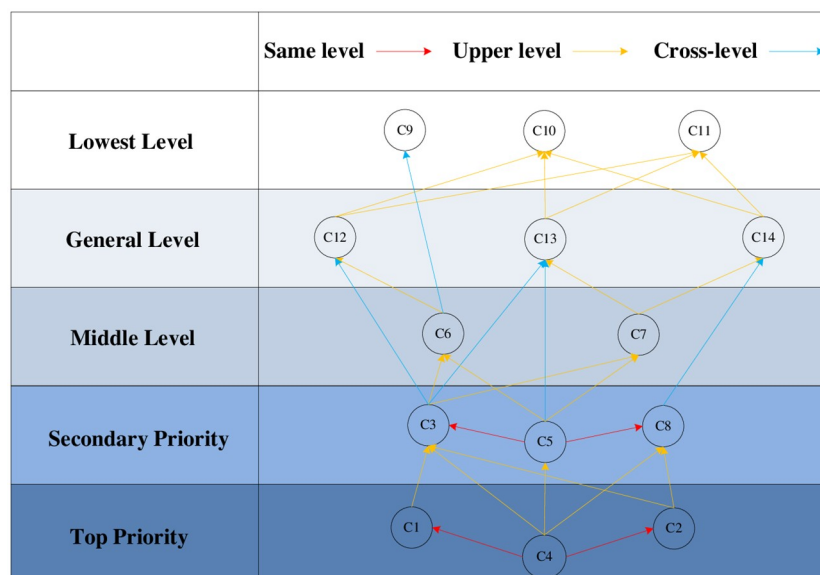 Same level Upper level Cross-level
Lowest Level C9 C10 C11
General Level C12 C13 C14
Middle Level C6 C7
Secondary Priority C3 C5 C8
Top Priority C1 C4 C2